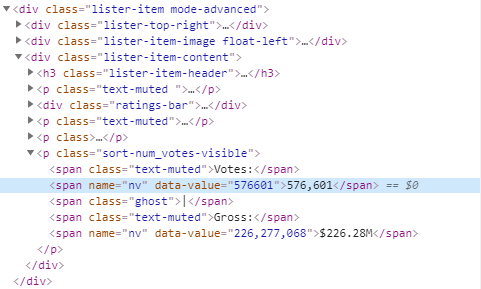 ▼<div class="lister-item mode-advanced">
▶<div class="lister-top-right">…</div>
▶<div class="lister-item-image float-left">…</div>
▼<div class="lister-item-content">
▶<h3 class="lister-item-header">…</h3>
▶<p class="text-muted ">…</p>
▶<div class="ratings-bar">…</div>
▶<p class="text-muted">…</p>
▶<p class>…</p>
▼<p class="sort-num_votes-visible">
<span class="text-muted">Votes:</span>
<span name="nv" data-value="576601">576,601</span> == $0
<span class="ghost">|</span>
<span class="text-muted">Gross:</span>
<span name="nv" data-value="226,277,068">$226.28M</span>
</p>
</div>
</div>